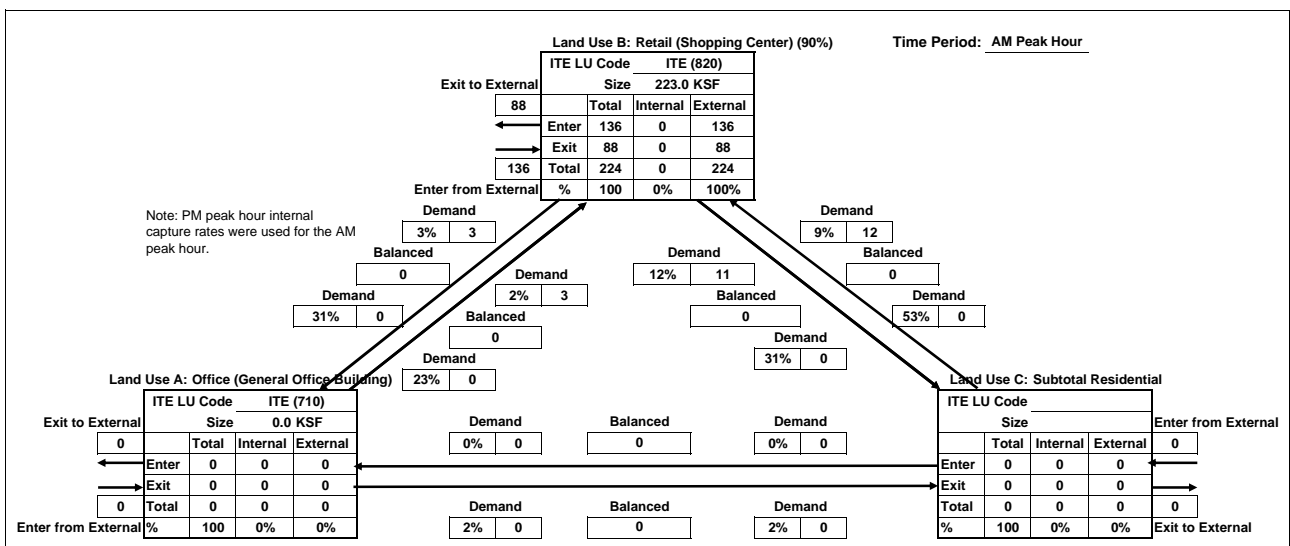 Land Use B: Retail (Shopping Center) (90%)
Time Period: AM Peak Hour
ITE LU Code ITE (820)
Exit to External
Size 223.0 KSF
88
Total Internal External
Enter 136 0 136
Exit 88 0 88
136
Total 224 0 224
Enter from External
% 100 0% 100%
Note: PM peak hour internal
capture rates were used for the AM
peak hour.
Demand
3% 3
Balanced
0
Demand
31% 0
Demand
2% 3
Balanced
0
Demand
23% 0
Demand
12% 11
Balanced
0
Demand
31% 0
Demand
9% 12
Balanced
0
Demand
53% 0
Land Use A: Office (General Office Building)
ITE LU Code ITE (710)
Exit to External
Size 0.0 KSF
0
Total Internal External
Enter 0 0 0
Exit 0 0 0
0
Total 0 0 0
Enter from External
% 100 0% 0%
Demand
0% 0
Balanced
0
Demand
0% 0
Demand
2% 0
Balanced
0
Demand
2% 0
Land Use C: Subtotal Residential
ITE LU Code
Size
Enter from External
Total Internal External
0
Enter 0 0 0
Exit 0 0 0
Total 0 0 0
0
% 100 0% 0%
Exit to External